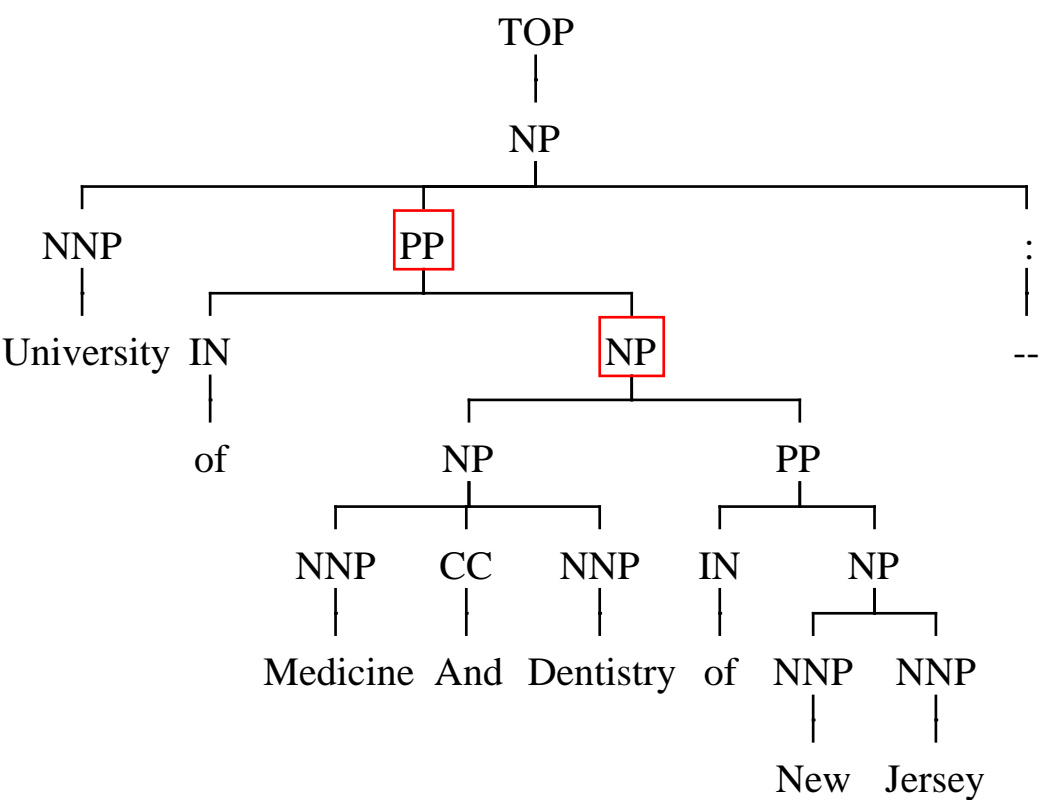 TOP
NP
NNP PP :
University IN NP --
of NP PP
NNP CC NNP IN NP
Medicine And Dentistry of NNP NNP
New Jersey